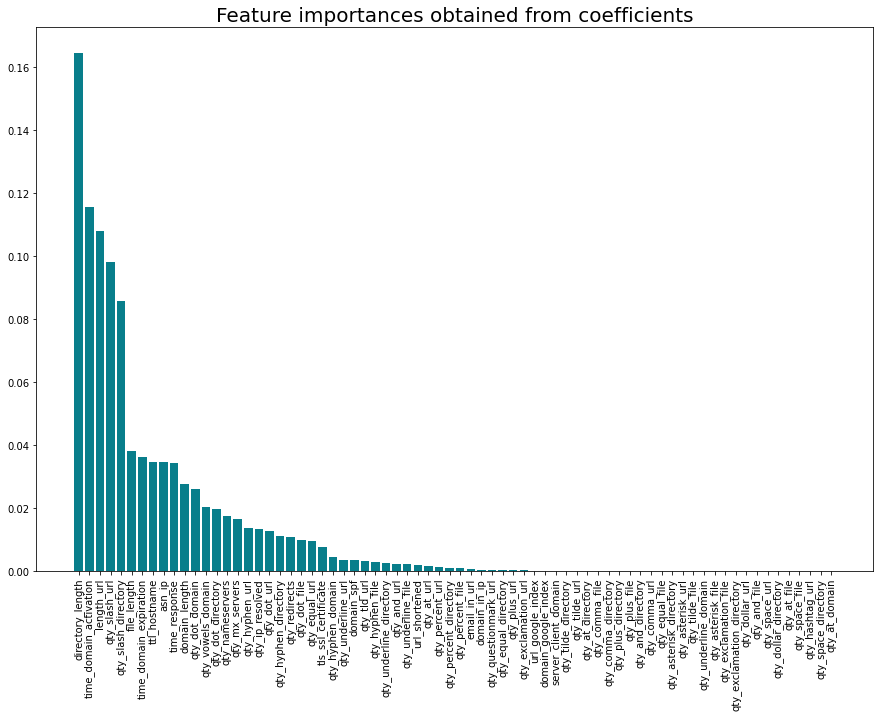 Feature importances obtained from coefficients
0.16
0.14
0.12
0.10
0.08
0.06
0.04
0.02
0.00
directory_length
time_domain_activation
length_url
qty_slash_url
qty_slash_directory
file_length
time_domain_expiration
ttl_hostname
asn_ip
time_response
domain_length
qty_dot_domain
qty_vowels_domain
qty_dot_directory
qty_nameservers
qty_mx_servers
qty_hyphen_url
qty_ip_resolved
qty_dot_url
qty_hyphen_directory
qty_redirects
qty_dot_file
qty_equal_url
tls_ssl_certificate
qty_hyphen_domain
qty_underline_url
domain_spf
qty_tld_url
qty_hyphen_file
qty_underline_directory
qty_and_url
qty_underline_file
url_shortened
qty_at_url
qty_percent_url
qty_percent_directory
qty_percent_file
email_in_url
domain_in_ip
qty_questionmark_url
qty_equal_directory
qty_plus_url
qty_exclamation_url
url_google_index
domain_google_index
server_client_domain
qty_tilde_directory
qty_tilde_url
qty_at_directory
qty_comma_file
qty_comma_directory
qty_plus_directory
qty_plus_file
qty_and_directory
qty_comma_url
qty_equal_file
qty_asterisk_directory
qty_asterisk_url
qty_tilde_file
qty_underline_domain
qty_asterisk_file
qty_exclamation_file
qty_exclamation_directory
qty_dollar_url
qty_and_file
qty_space_url
qty_dollar_directory
qty_at_file
qty_space_file
qty_hashtag_url
qty_space_directory
qty_at_domain